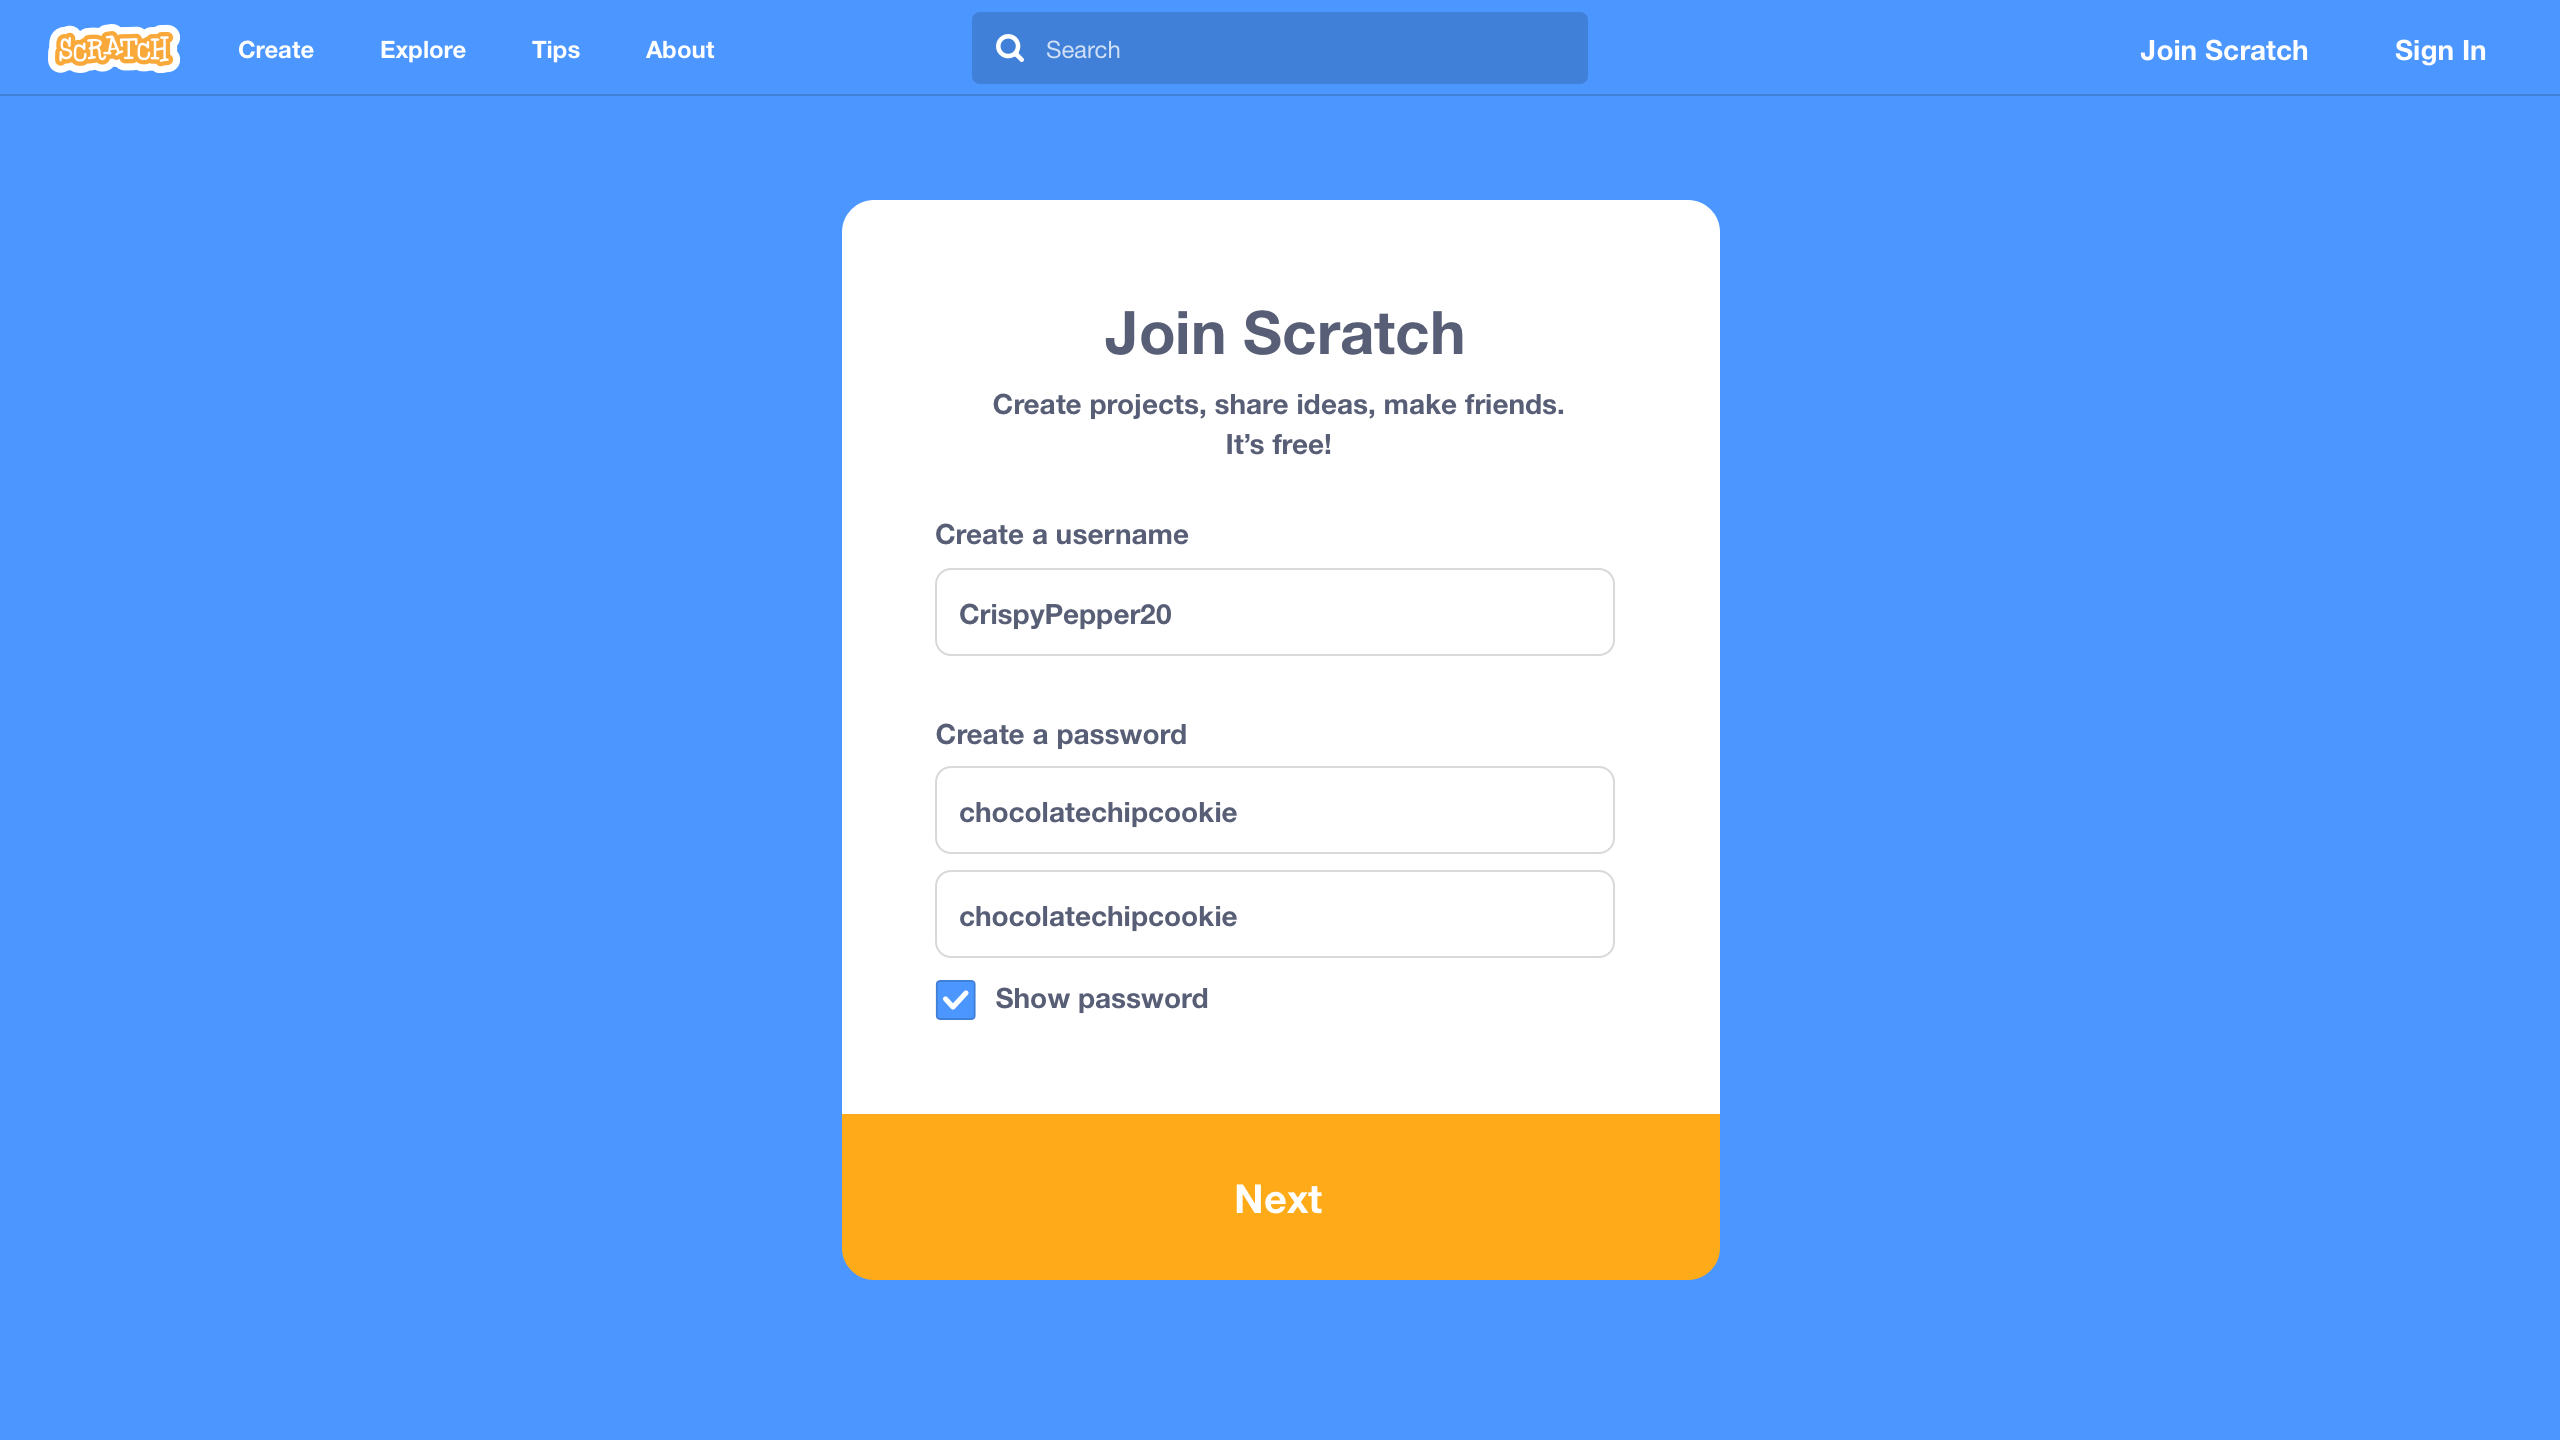 SCRATCH
Create
Explore
Tips
About
Search
Join Scratch
Sign In
Join Scratch
Create projects, share ideas, make friends.
It’s free!
Create a username
CrispyPepper20
Create a password
chocolatechipcookie
chocolatechipcookie
Show password
Next